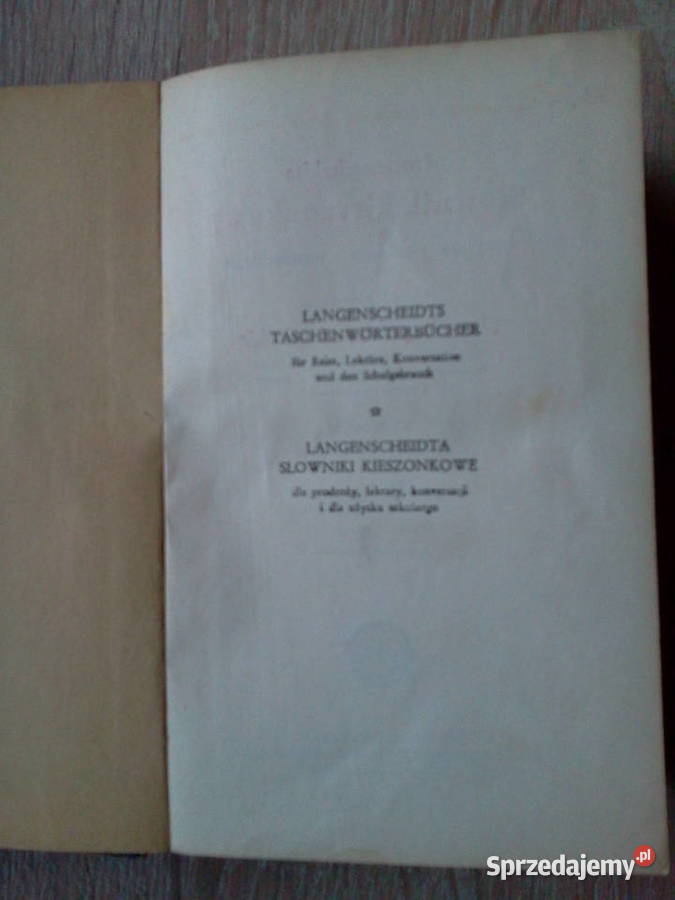 LANGENSCHEIDTS
TASCHENWÖRTERBÜCHER
für Reise, Lektüre, Konversation
und den Schulgebrauch
LANGENSCHEIDTA
SŁOWNIKI KIESZONKOWE
dla podróży, lektury, konwersacji
i dla użytku szkolnego
Sprzedajemy.pl